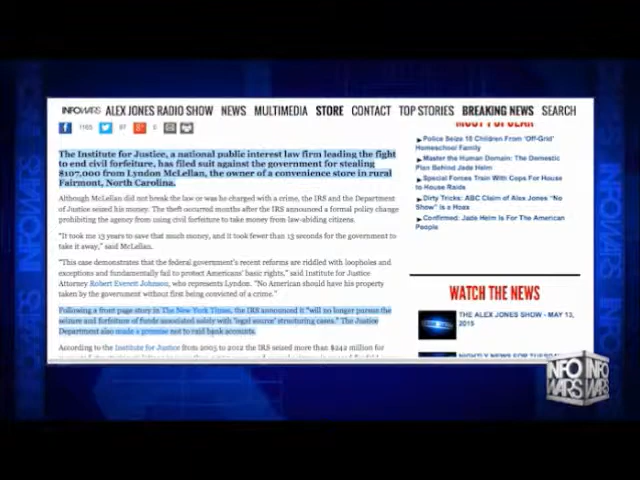 INFOWARS ALEX JONES RADIO SHOW NEWS MULTIMEDIA STORE CONTACT TOP STORIES BREAKING NEWS SEARCH
1165 97 5
The Institute for Justice, a national public interest law firm leading the fight
to end civil forfeiture, has filed suit against the government for stealing
$107,000 from Lyndon McLellan, the owner of a convenience store in rural
Fairmont, North Carolina.
Although McLellan did not break the law or was he charged with a crime, the IRS and the Department
of Justice seized his money. The theft occurred months after the IRS announced a formal policy change
prohibiting the agency from using civil forfeiture to take money from law-abiding citizens.
"It took me 13 years to save that much money, and it took fewer than 13 seconds for the government to
take it away," said McLellan.
"This case demonstrates that the federal government's recent reforms are riddled with loopholes and
exceptions and fundamentally fail to protect Americans' basic rights," said Institute for Justice
Attorney Robert Everett Johnson, who represents Lyndon. "No American should have his property
taken by the government without first being convicted of a crime."
Following a front page story in The New York Times, the IRS announced it "will no longer pursue the
seizure and forfeiture of funds associated solely with 'legal source' structuring cases." The Justice
Department also made a promise not to raid bank accounts.
According to the Institute for Justice from 2005 to 2012 the IRS seized more than $242 million for
MOST POPULAR
Police Seize 10 Children From 'Off-Grid'
Homeschool Family
Master the Human Domain: The Domestic
Plan Behind Jade Helm
Special Forces Train With Cops For House
to House Raids
Dirty Tricks: ABC Claim of Alex Jones "No
Show" is a Hoax
Confirmed: Jade Helm Is For The American
People
WATCH THE NEWS
THE ALEX JONES SHOW - MAY 13,
2015
NIGHTLY NEWS FOR TUESDAY
INFO WARS
INFO WARS
INFOWARS